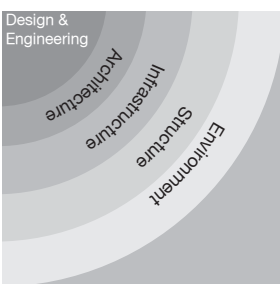 Design &
Engineering
Architecture
Infrastructure
Structure
Environment